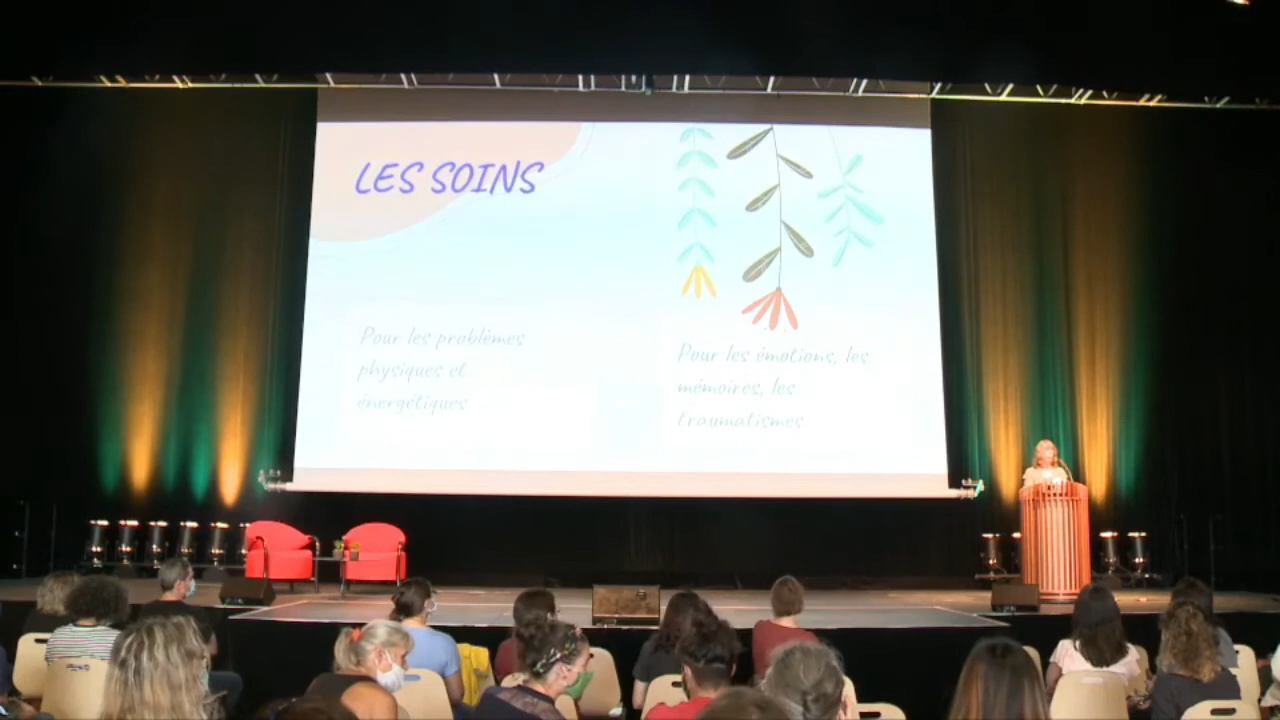 LES SOINS
Pour les problèmes
physiques et
énergétiques
Pour les émotions, les
mémoires, les
traumatismes